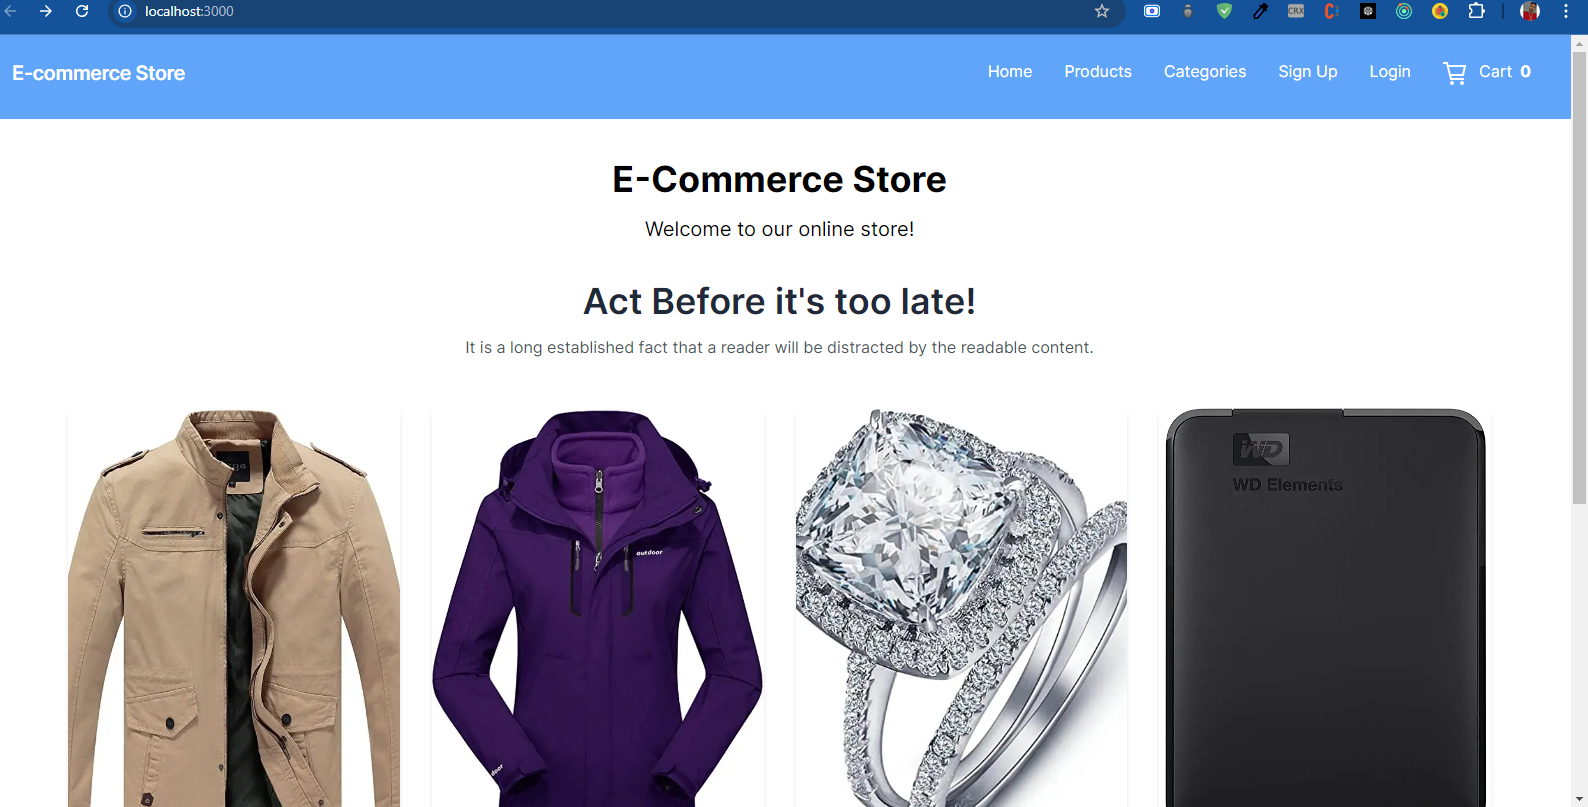 localhost:3000
CRX
E-commerce Store
Home Products Categories Sign Up Login Cart 0
E-Commerce Store
Welcome to our online store!
Act Before it's too late!
It is a long established fact that a reader will be distracted by the readable content.
outdoor
WD
WD Elements